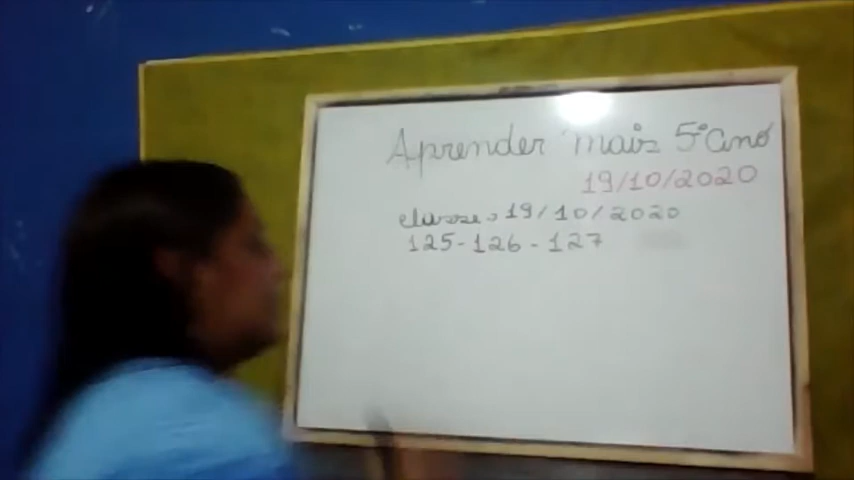 Aprender mais 5º ano
19/10/2020
classe, 19/10/2020
125-126-127